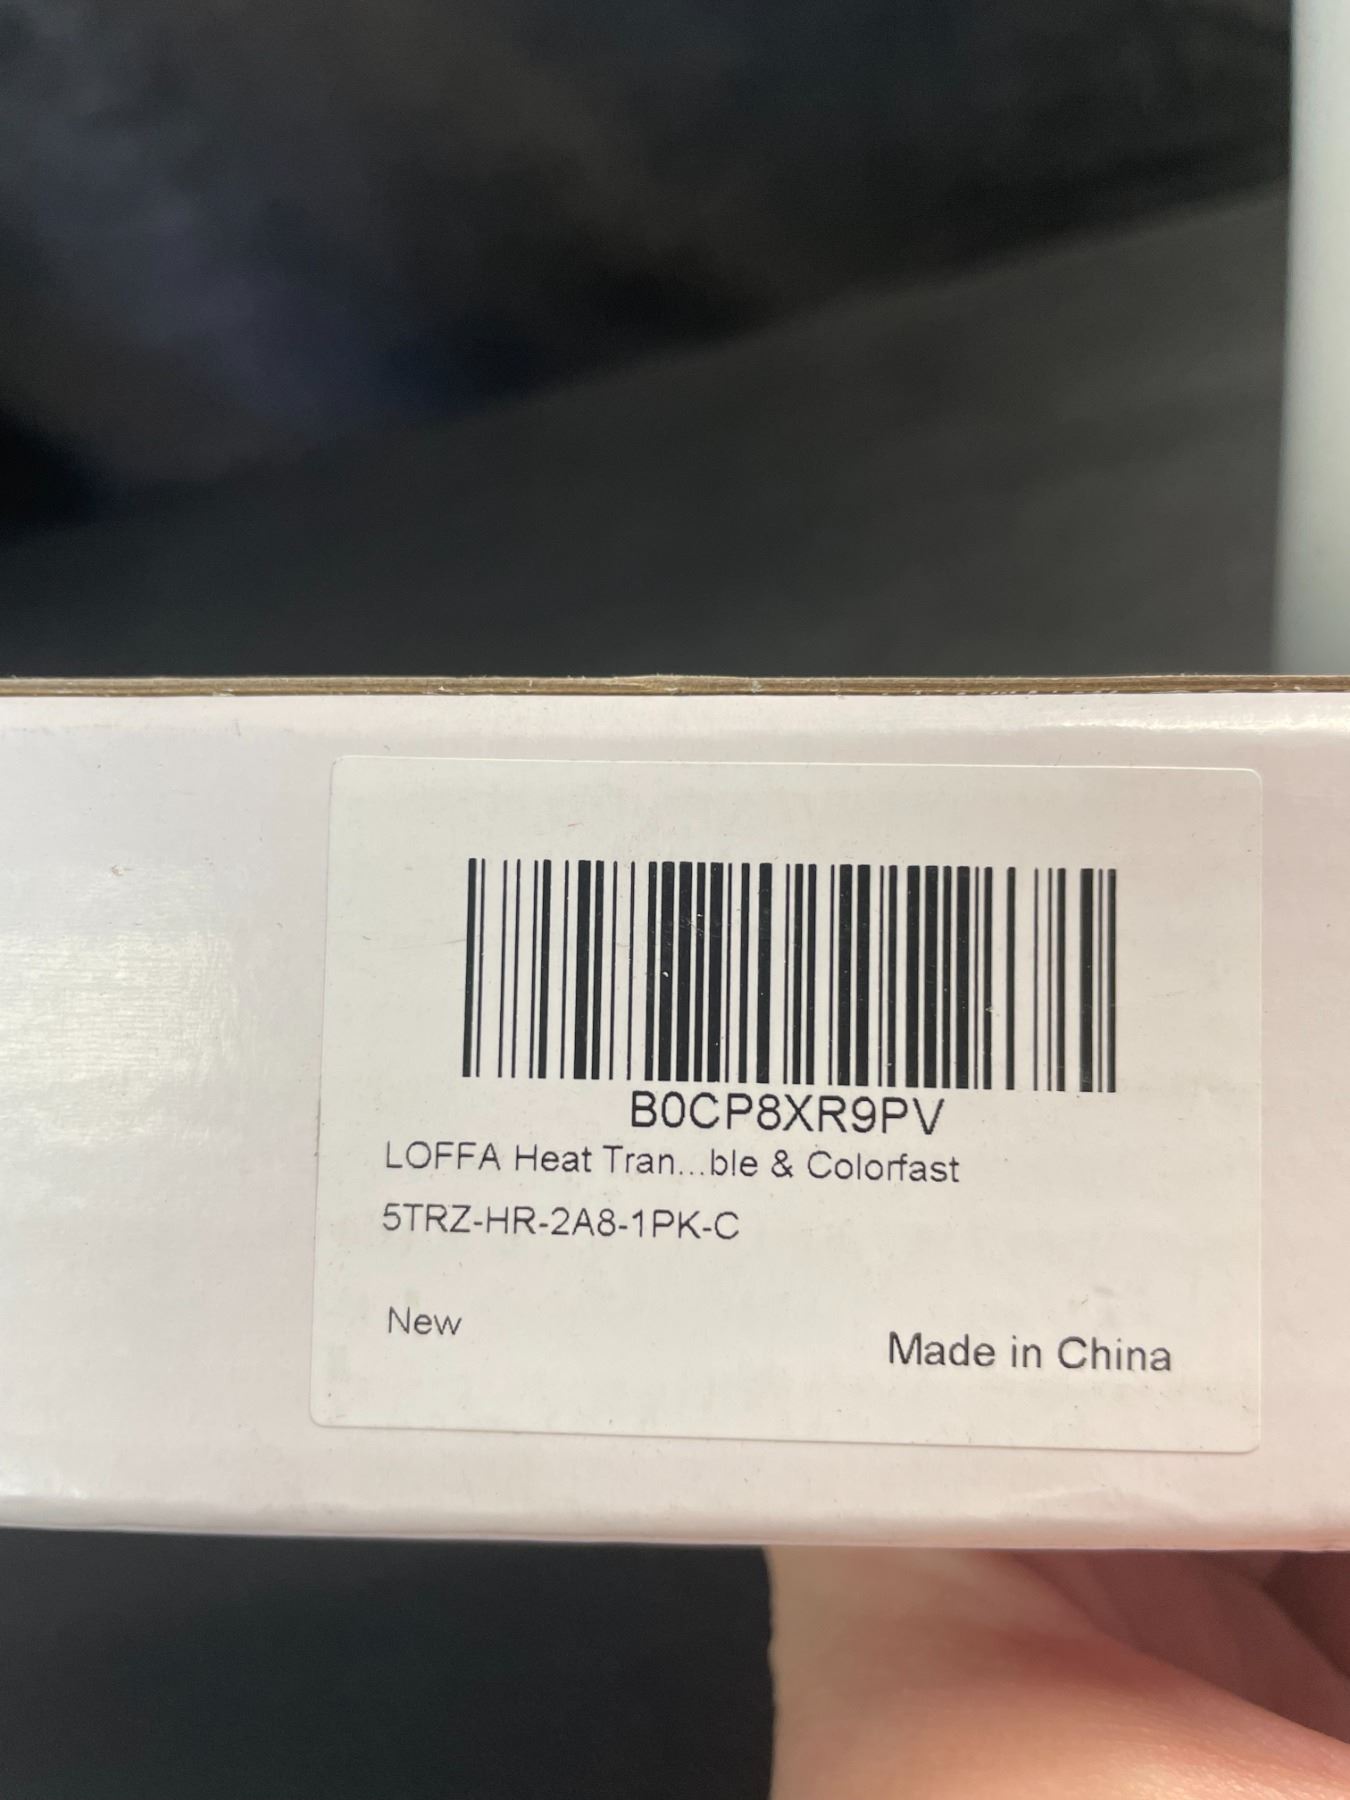 B0CP8XR9PV
LOFFA Heat Tran...ble & Colorfast
5TRZ-HR-2A8-1PK-C
New
Made in China